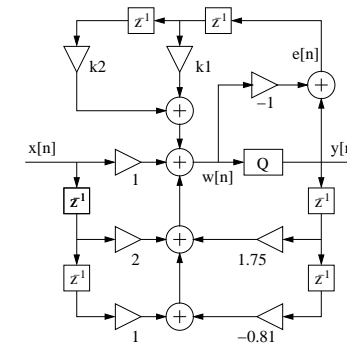 z⁻¹ z⁻¹
e[n]
k2 k1
−1
x[n] w[n] Q y[n
1
z⁻¹ z⁻¹
2 1.75
z⁻¹ z⁻¹
1 −0.81